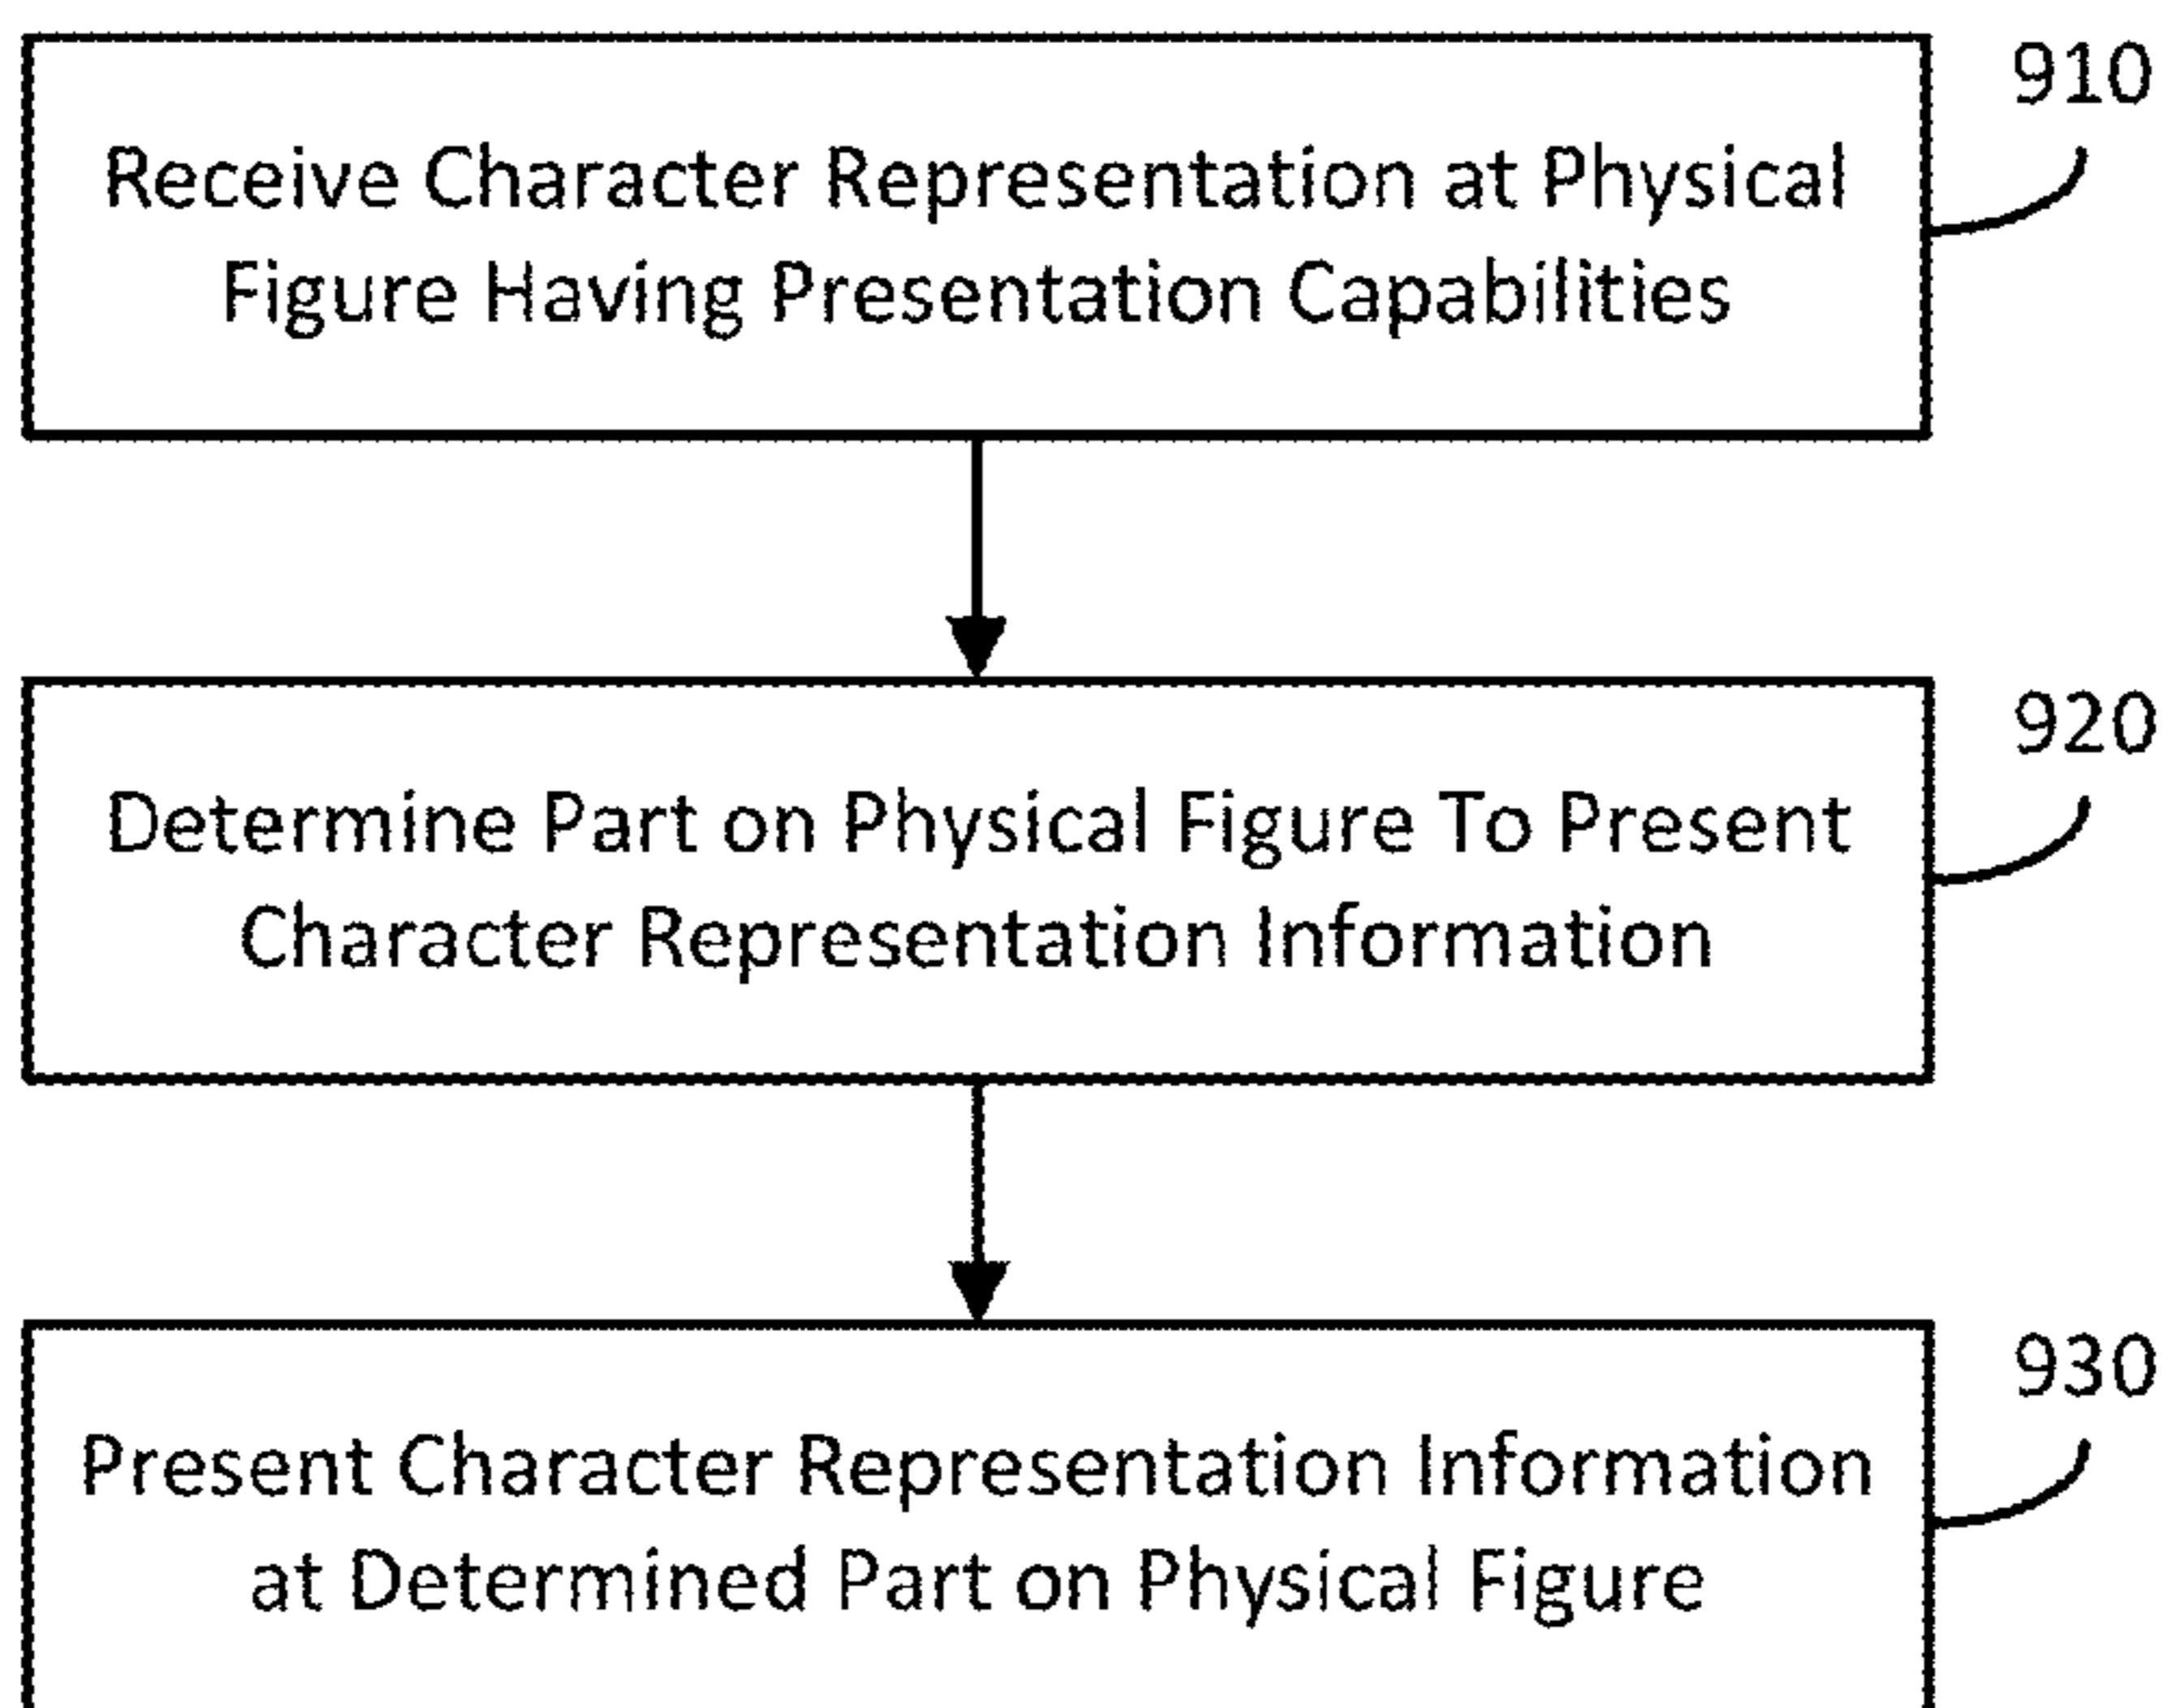 910
Receive Character Representation at Physical
Figure Having Presentation Capabilities
920
Determine Part on Physical Figure To Present
Character Representation Information
930
Present Character Representation Information
at Determined Part on Physical Figure